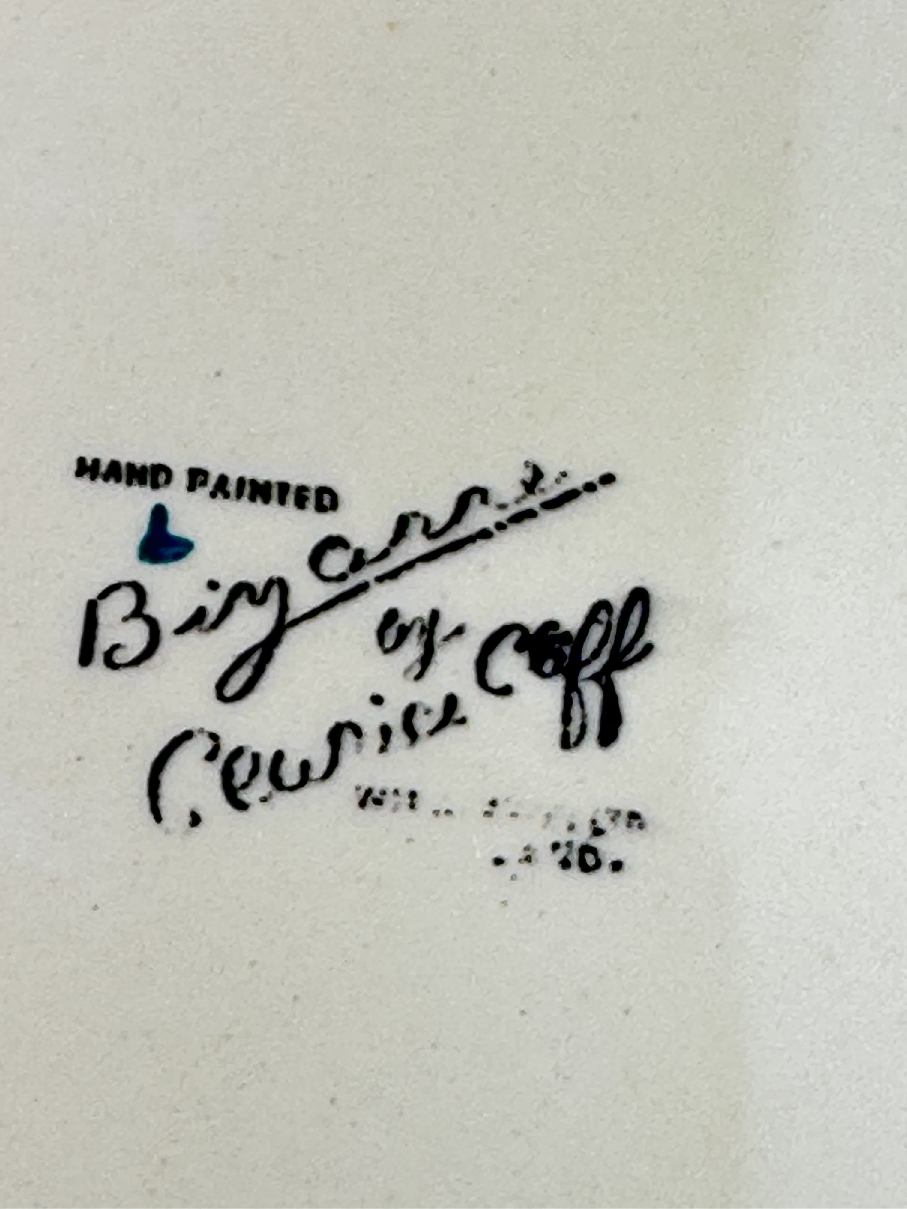 HAND PAINTED
Bizarre
by
Clarice Cliff